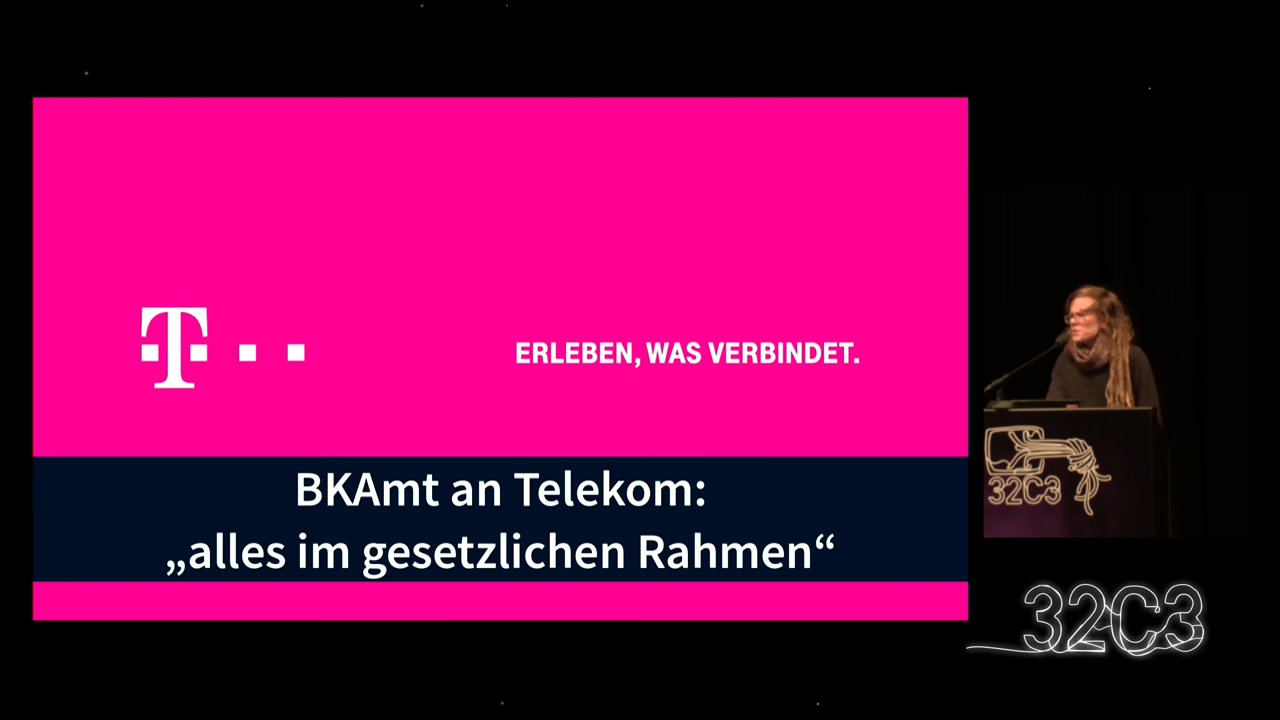 T
ERLEBEN, WAS VERBINDET.
BKAmt an Telekom:
„alles im gesetzlichen Rahmen“
32C3
32C3